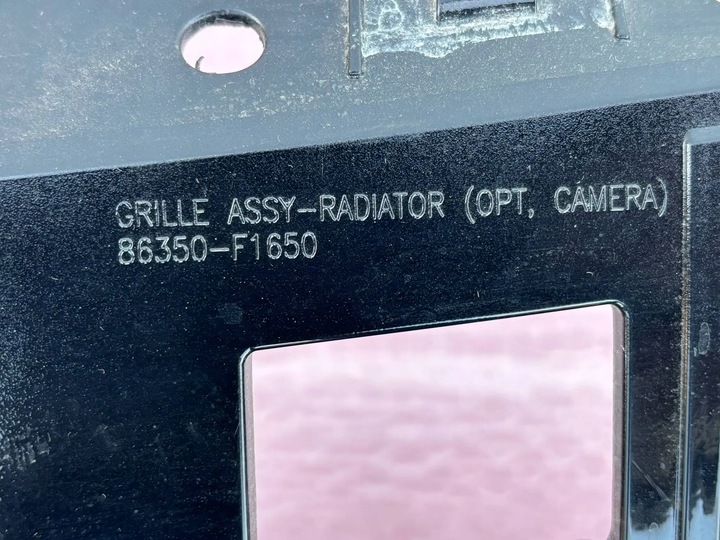 GRILLE ASSY-RADIATOR (OPT, CAMERA)
86350-F1650